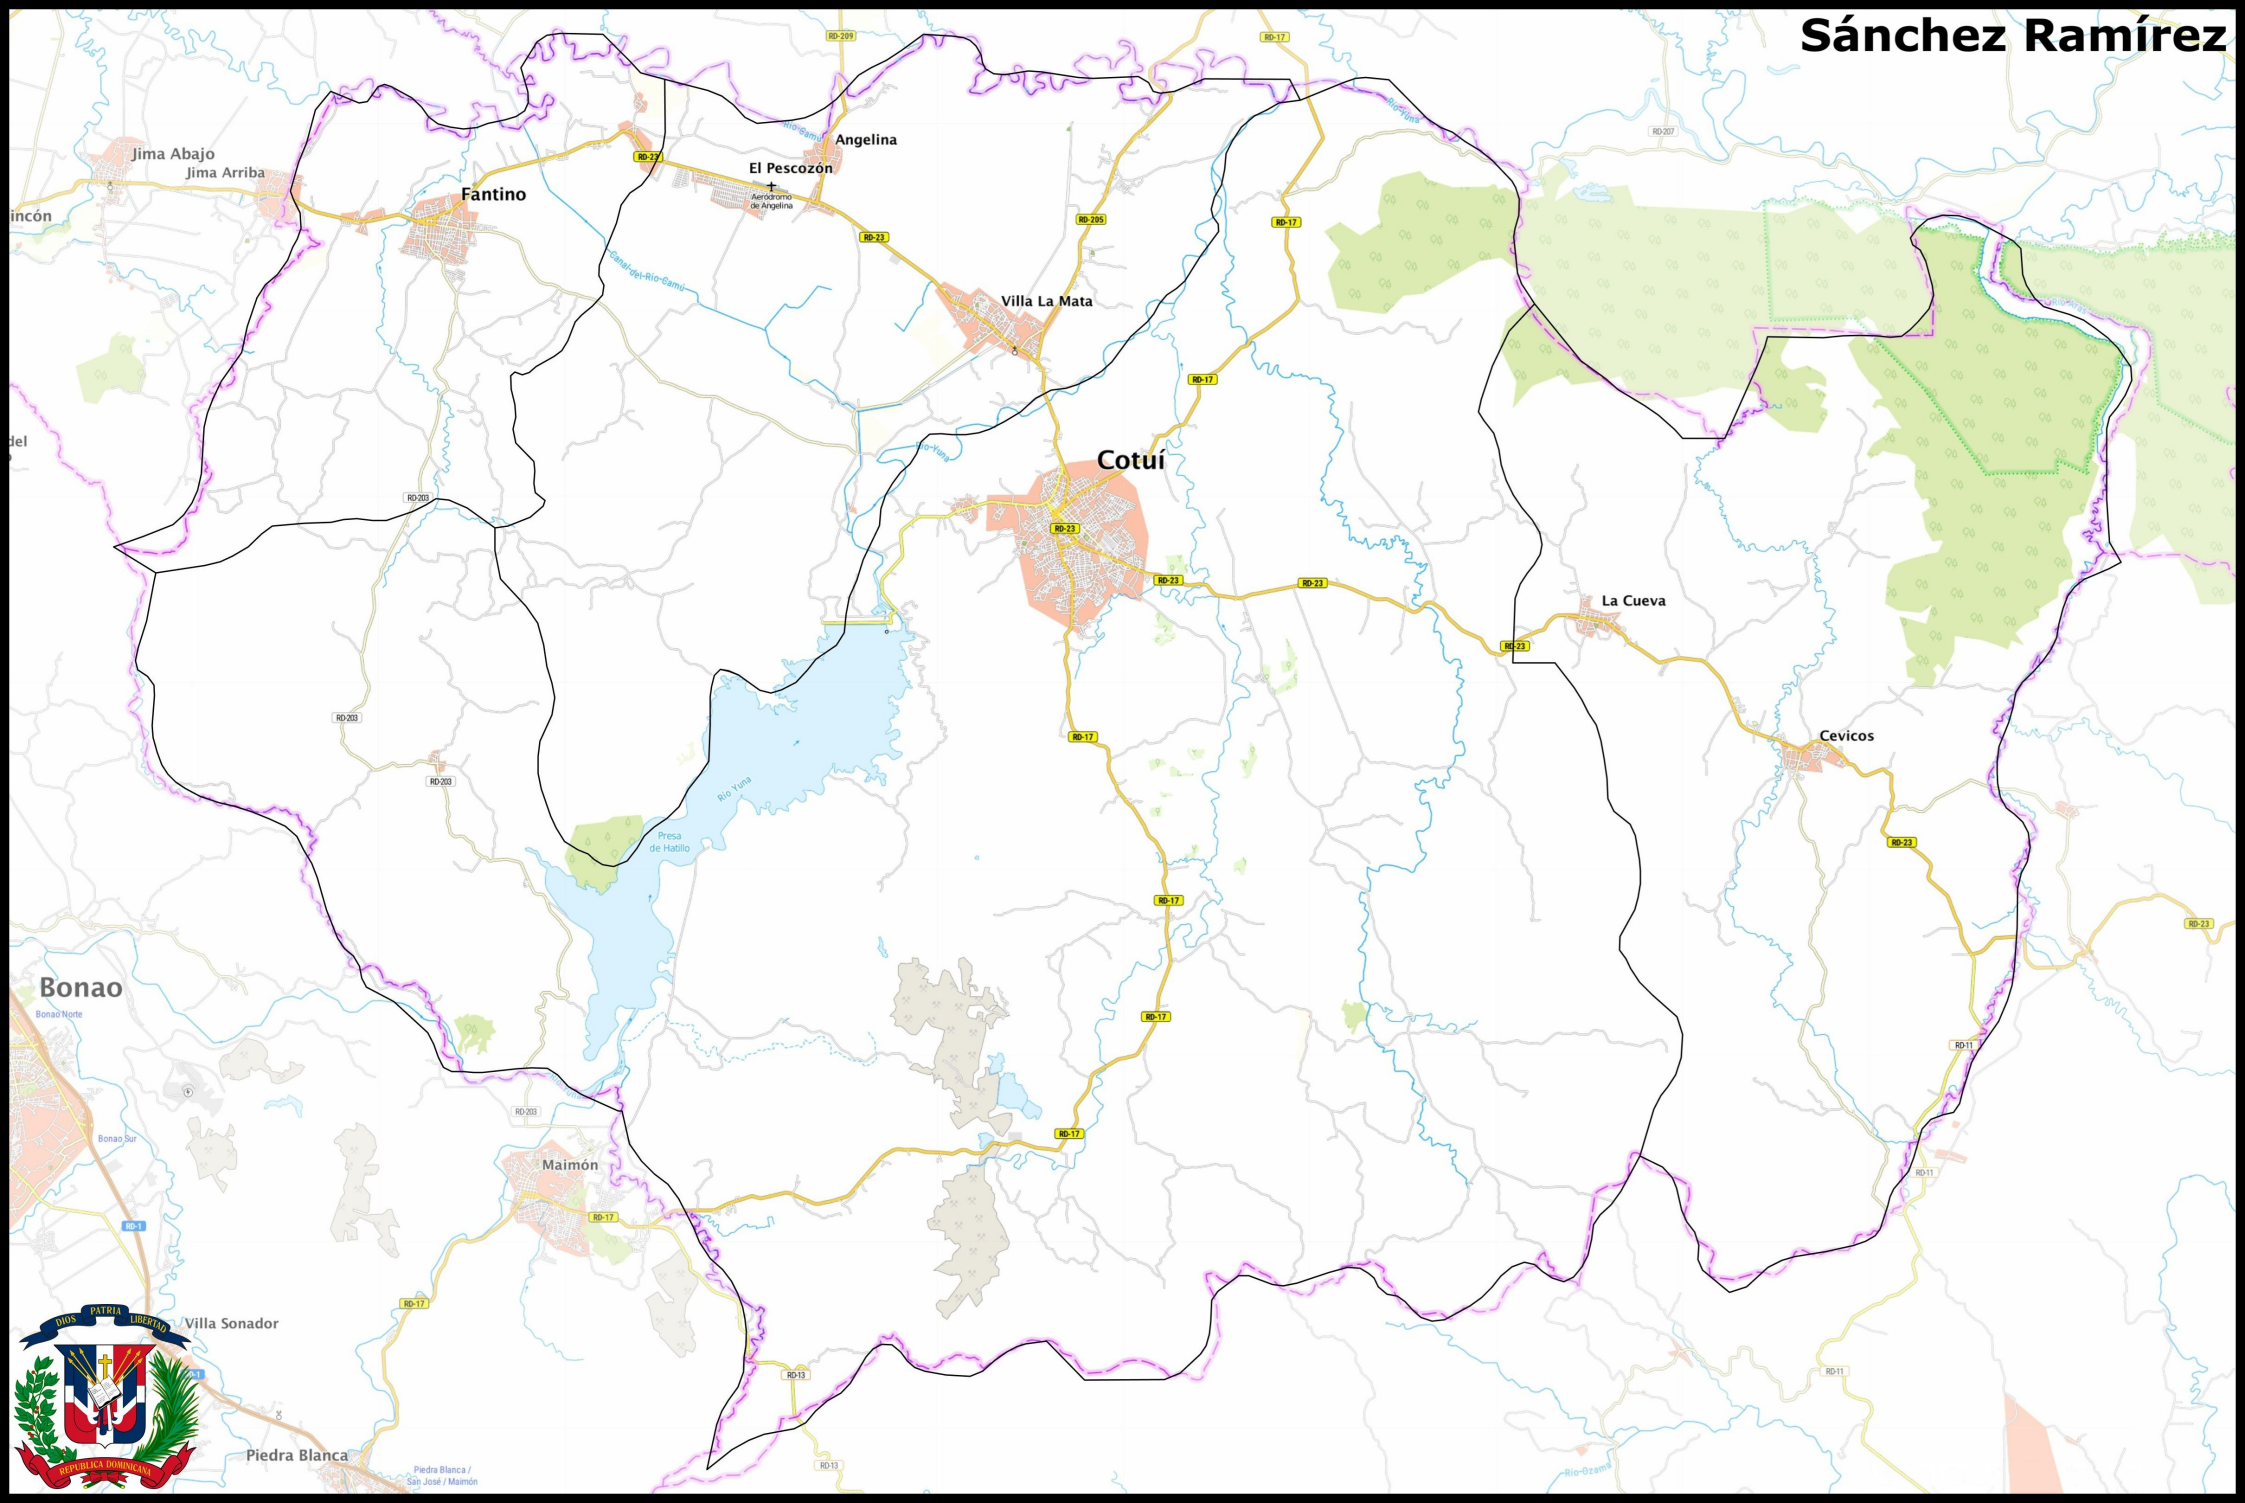 Sánchez Ramírez
RD-209
RD-17
Río Yuna
RD-207
Río Camú
Angelina
Jima Abajo
Jima Arriba
RD-23
El Pescozón
Aeródromo
de Angelina
Fantino
incón
RD-205
RD-17
RD-23
Canal del Río Camú
Villa La Mata
RD-17
del
Río Yuna
Cotuí
RD-203
RD-23
RD-23
RD-23
La Cueva
RD-23
RD-203
RD-17
Cevicos
RD-203
Río Yuna
Presa
de Hatillo
RD-23
RD-17
RD-23
Bonao
Bonao Norte
RD-17
RD-11
RD-203
Bonao Sur
RD-17
Maimón
RD-11
RD-17
RD-1
RD-17
Villa Sonador
DIOS PATRIA LIBERTAD
RD-13
RD-11
REPUBLICA DOMINICANA
Piedra Blanca
Piedra Blanca /
San José / Maimón
RD-13
Río Ozama